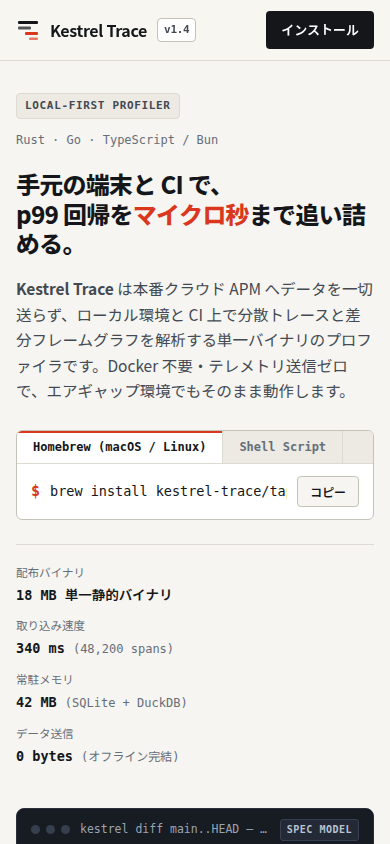 Kestrel Trace v1.4 インストール
LOCAL-FIRST PROFILER
Rust · Go · TypeScript / Bun
手元の端末と CI で、
p99 回帰をマイクロ秒まで追い詰
める。
Kestrel Trace は本番クラウド APM へデータを一切
送らず、ローカル環境と CI 上で分散トレースと差
分フレームグラフを解析する単一バイナリのプロフ
ァイラです。Docker 不要・テレメトリ送信ゼロ
で、エアギャップ環境でもそのまま動作します。
Homebrew (macOS / Linux) Shell Script
$ brew install kestrel-trace/ta コピー
配布バイナリ
18 MB 単一静的バイナリ
取り込み速度
340 ms (48,200 spans)
常駐メモリ
42 MB (SQLite + DuckDB)
データ送信
0 bytes (オフライン完結)
kestrel diff main..HEAD — … SPEC MODEL